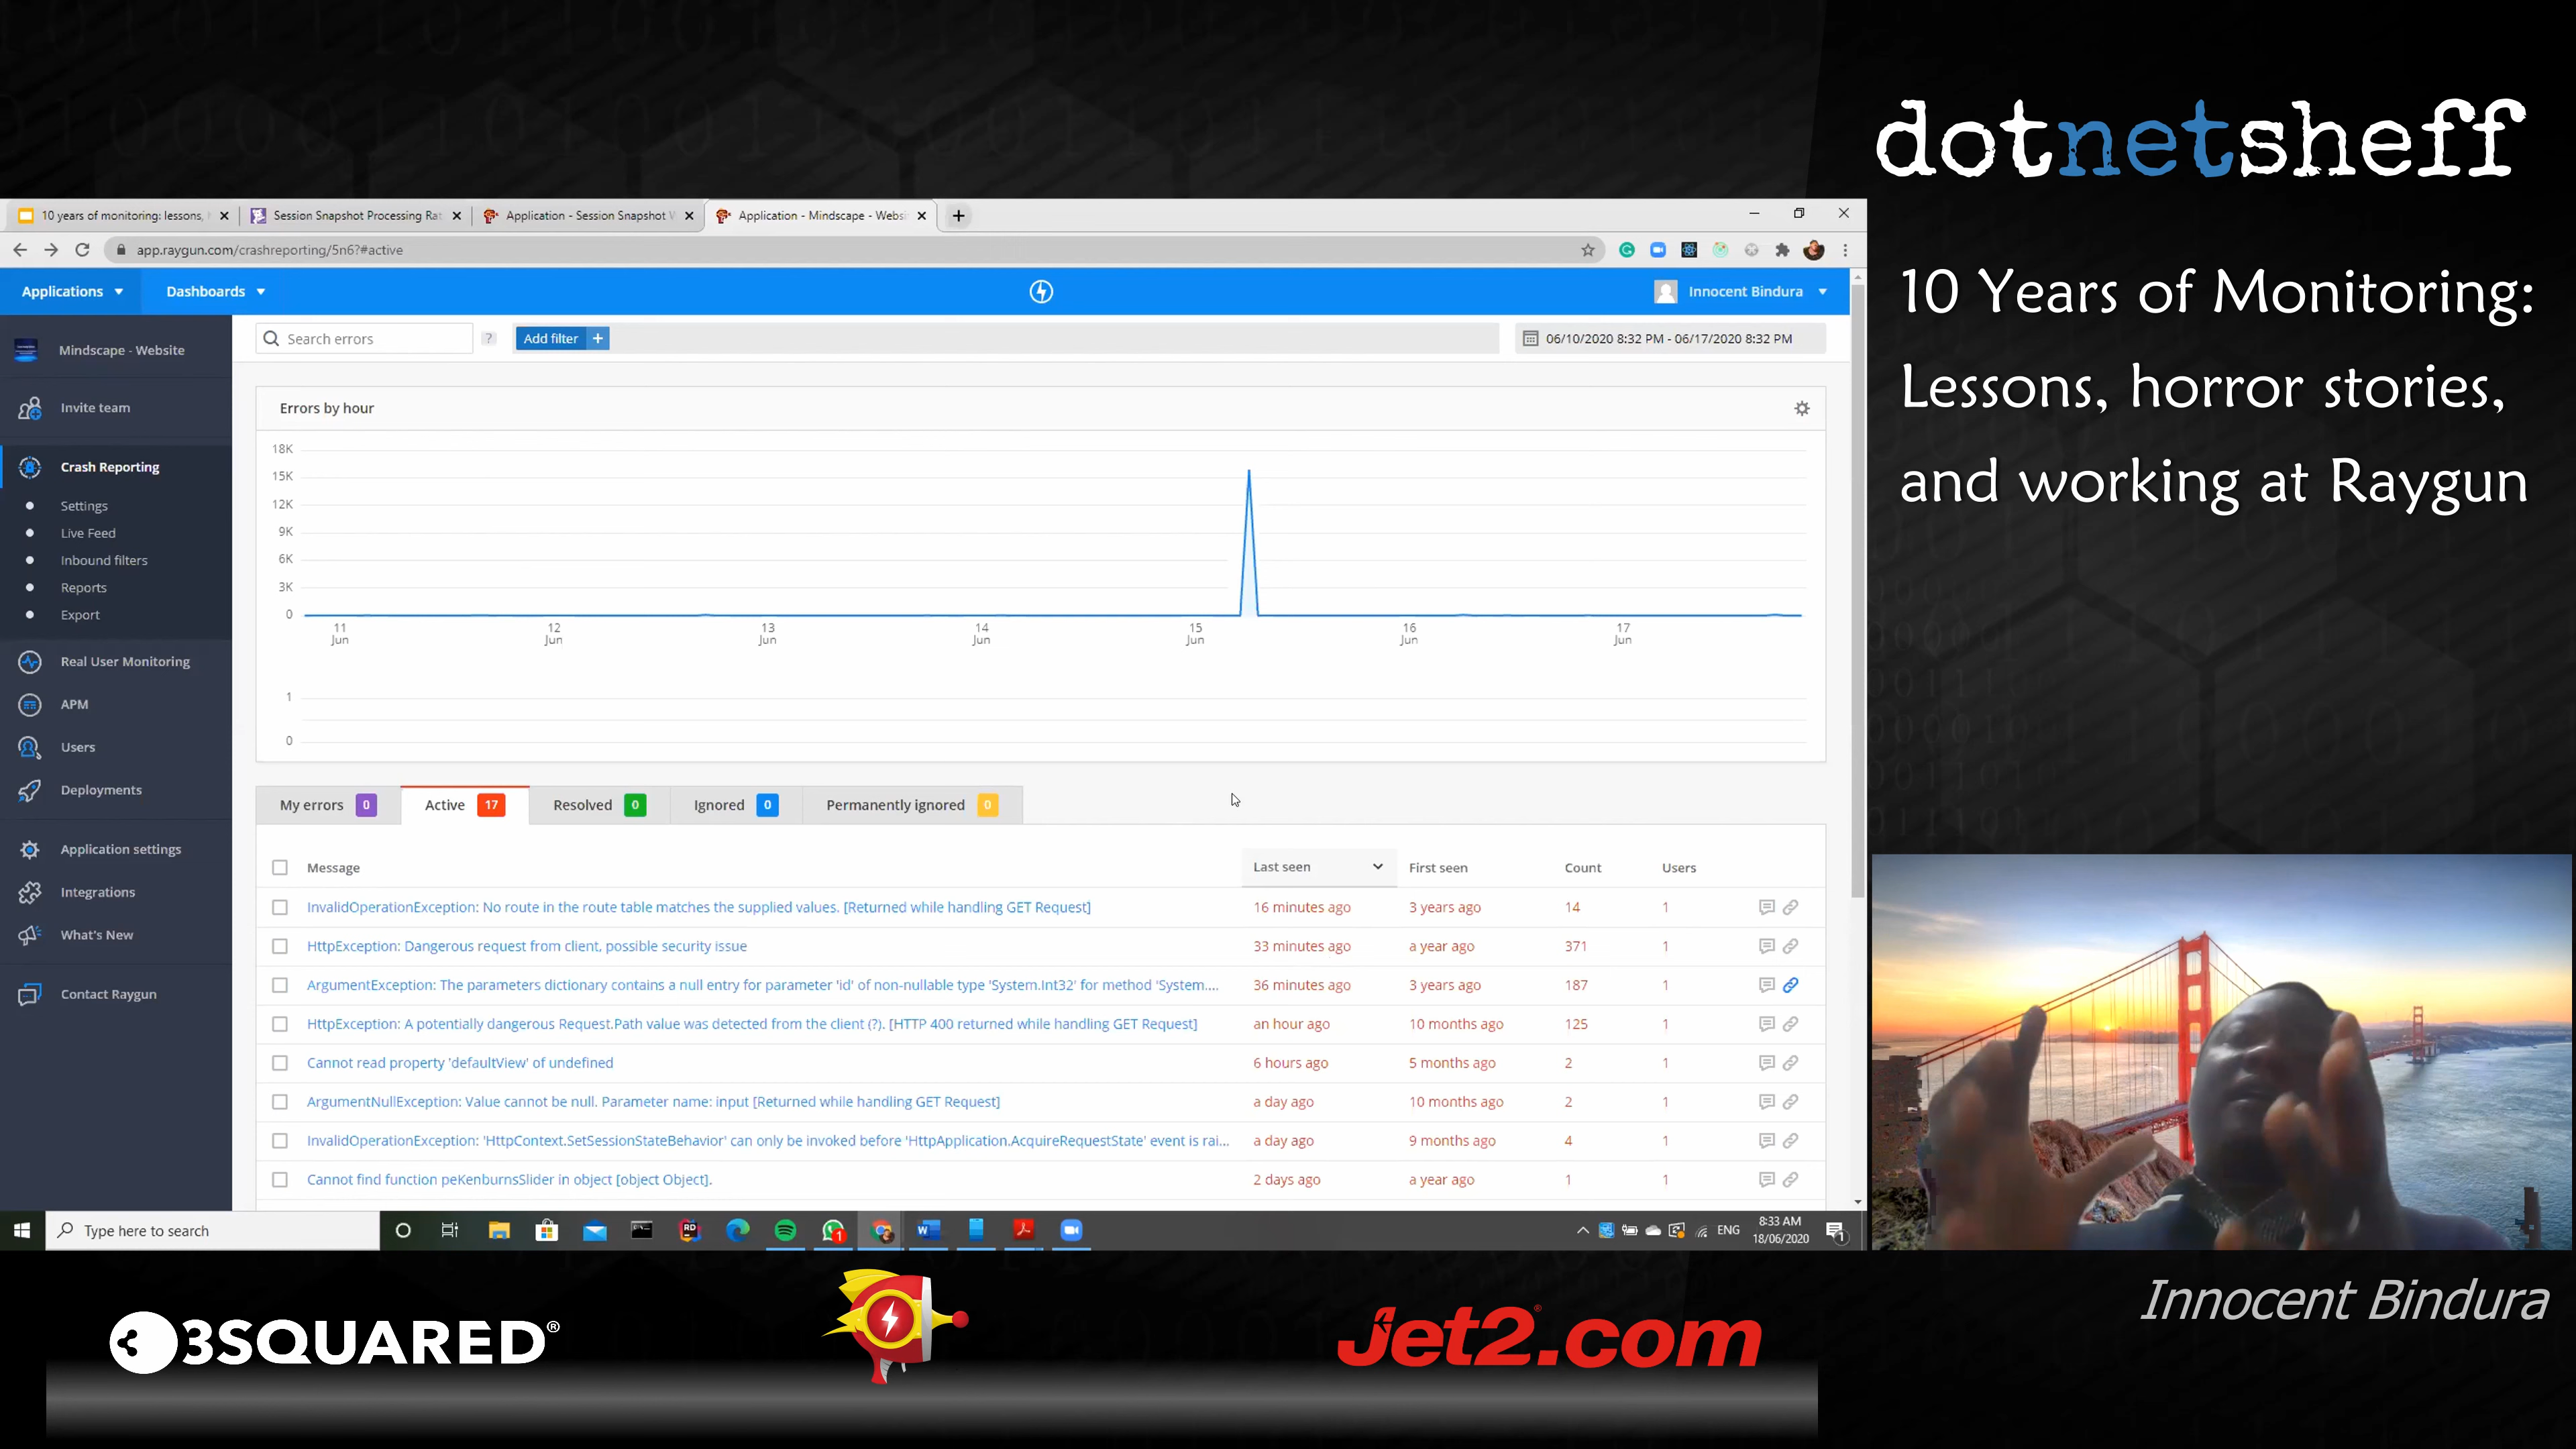 dotnetsheff
10 Years of Monitoring:
Lessons, horror stories,
and working at Raygun
10 years of monitoring: lessons,
Session Snapshot Processing Rat
Application - Session Snapshot
Application - Mindscape - Webs
app.raygun.com/crashreporting/5n6?#active
Applications
Dashboards
Innocent Bindura
Mindscape - Website
Invite team
Crash Reporting
Settings
Live Feed
Inbound filters
Reports
Export
Real User Monitoring
APM
Users
Deployments
Application settings
Integrations
What's New
Contact Raygun
Search errors
?
Add filter +
06/10/2020 8:32 PM - 06/17/2020 8:32 PM
Errors by hour
18K
15K
12K
9K
6K
3K
0
11 Jun
12 Jun
13 Jun
14 Jun
15 Jun
16 Jun
17 Jun
1
0
My errors 0
Active 17
Resolved 0
Ignored 0
Permanently ignored 0
Message Last seen First seen Count Users
InvalidOperationException: No route in the route table matches the supplied values. [Returned while handling GET Request] 16 minutes ago 3 years ago 14 1
HttpException: Dangerous request from client, possible security issue 33 minutes ago a year ago 371 1
ArgumentException: The parameters dictionary contains a null entry for parameter 'id' of non-nullable type 'System.Int32' for method 'System.... 36 minutes ago 3 years ago 187 1
HttpException: A potentially dangerous Request.Path value was detected from the client (?). [HTTP 400 returned while handling GET Request] an hour ago 10 months ago 125 1
Cannot read property 'defaultView' of undefined 6 hours ago 5 months ago 2 1
ArgumentNullException: Value cannot be null. Parameter name: input [Returned while handling GET Request] a day ago 10 months ago 2 1
InvalidOperationException: 'HttpContext.SetSessionStateBehavior' can only be invoked before 'HttpApplication.AcquireRequestState' event is rai... a day ago 9 months ago 4 1
Cannot find function peKenburnsSlider in object [object Object]. 2 days ago a year ago 1 1
Type here to search
RD
1
ENG
8:33 AM
18/06/2020
1
3SQUARED®
Jet2.com®
Innocent Bindura